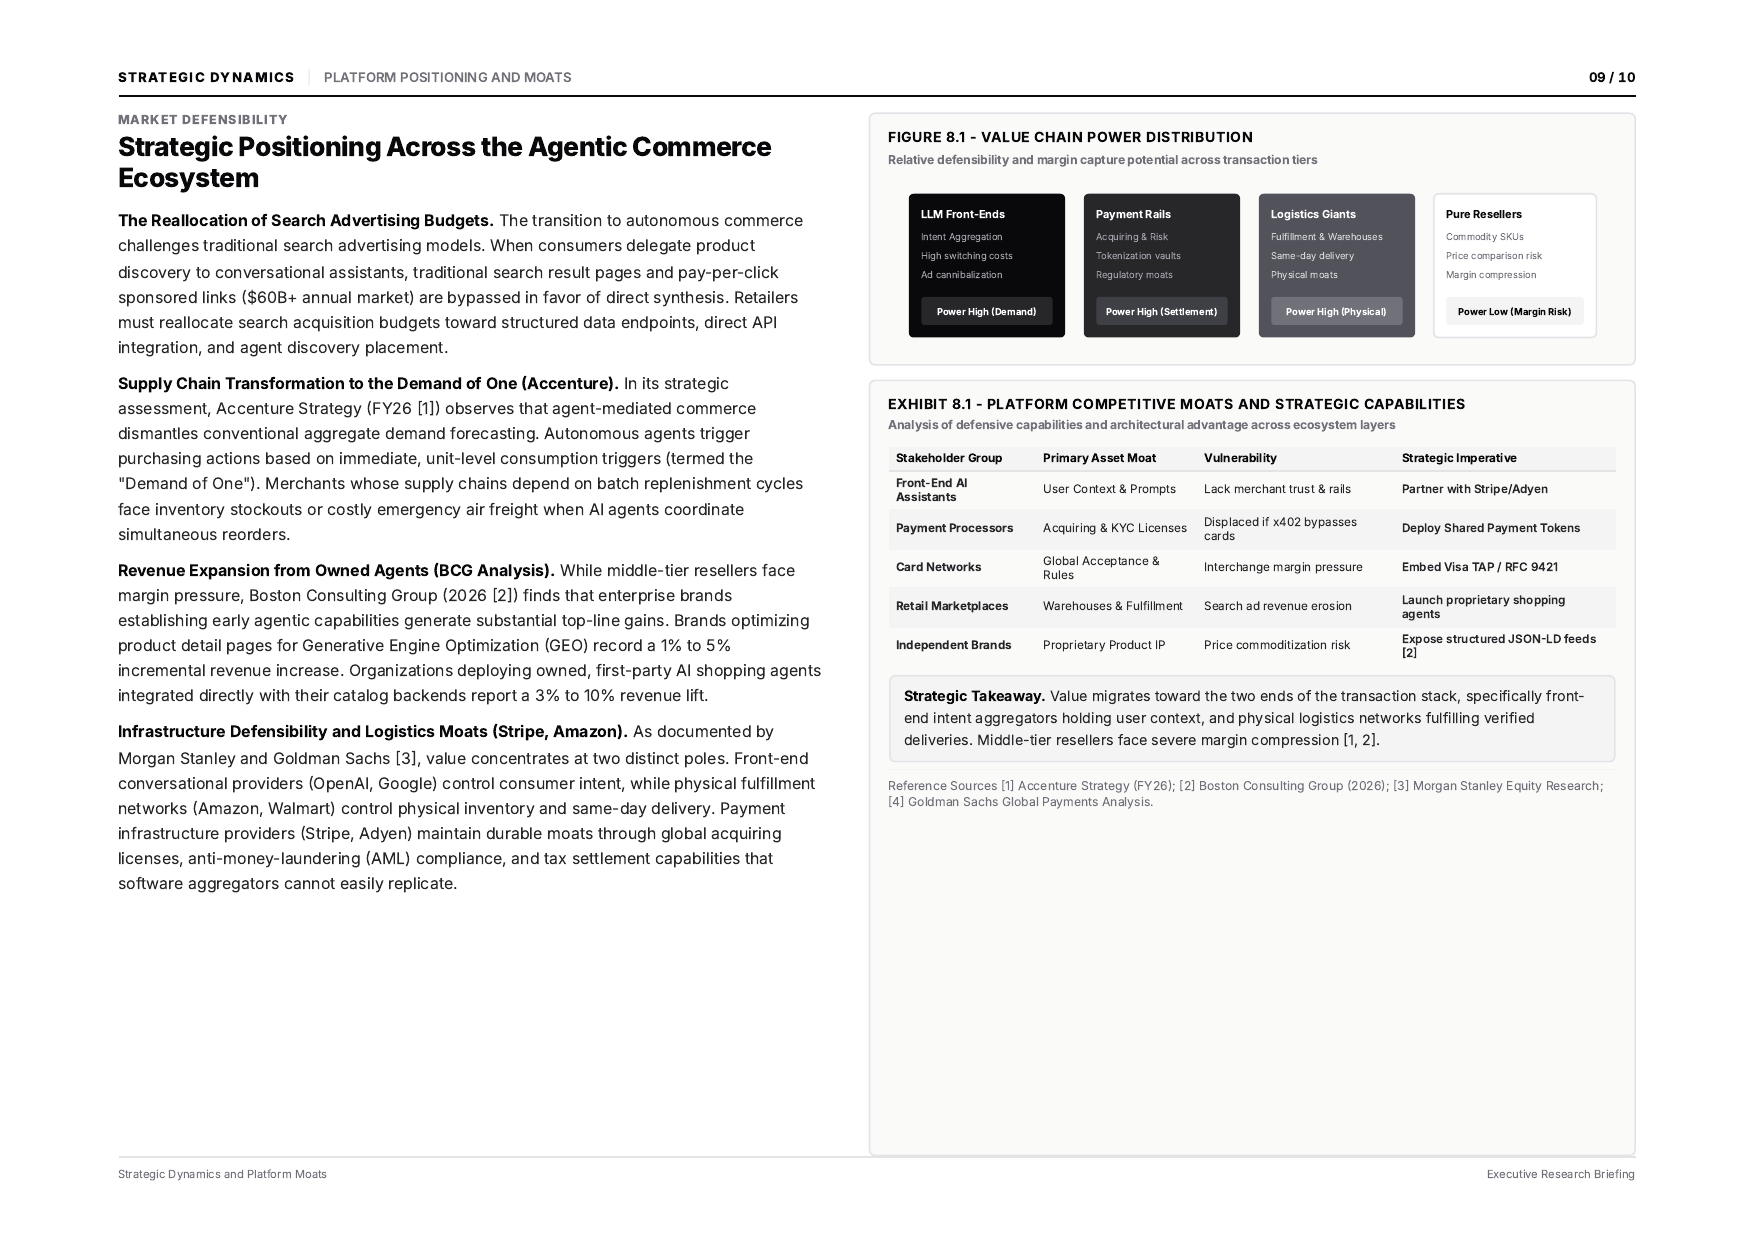 STRATEGIC DYNAMICS | PLATFORM POSITIONING AND MOATS
09 / 10
MARKET DEFENSIBILITY
Strategic Positioning Across the Agentic Commerce
Ecosystem
The Reallocation of Search Advertising Budgets. The transition to autonomous commerce
challenges traditional search advertising models. When consumers delegate product
discovery to conversational assistants, traditional search result pages and pay-per-click
sponsored links ($60B+ annual market) are bypassed in favor of direct synthesis. Retailers
must reallocate search acquisition budgets toward structured data endpoints, direct API
integration, and agent discovery placement.
Supply Chain Transformation to the Demand of One (Accenture). In its strategic
assessment, Accenture Strategy (FY26 [1]) observes that agent-mediated commerce
dismantles conventional aggregate demand forecasting. Autonomous agents trigger
purchasing actions based on immediate, unit-level consumption triggers (termed the
"Demand of One"). Merchants whose supply chains depend on batch replenishment cycles
face inventory stockouts or costly emergency air freight when AI agents coordinate
simultaneous reorders.
Revenue Expansion from Owned Agents (BCG Analysis). While middle-tier resellers face
margin pressure, Boston Consulting Group (2026 [2]) finds that enterprise brands
establishing early agentic capabilities generate substantial top-line gains. Brands optimizing
product detail pages for Generative Engine Optimization (GEO) record a 1% to 5%
incremental revenue increase. Organizations deploying owned, first-party AI shopping agents
integrated directly with their catalog backends report a 3% to 10% revenue lift.
Infrastructure Defensibility and Logistics Moats (Stripe, Amazon). As documented by
Morgan Stanley and Goldman Sachs [3], value concentrates at two distinct poles. Front-end
conversational providers (OpenAI, Google) control consumer intent, while physical fulfillment
networks (Amazon, Walmart) control physical inventory and same-day delivery. Payment
infrastructure providers (Stripe, Adyen) maintain durable moats through global acquiring
licenses, anti-money-laundering (AML) compliance, and tax settlement capabilities that
software aggregators cannot easily replicate.
FIGURE 8.1 - VALUE CHAIN POWER DISTRIBUTION
Relative defensibility and margin capture potential across transaction tiers
LLM Front-Ends
Intent Aggregation
High switching costs
Ad cannibalization
Power High (Demand)
Payment Rails
Acquiring & Risk
Tokenization vaults
Regulatory moats
Power High (Settlement)
Logistics Giants
Fulfillment & Warehouses
Same-day delivery
Physical moats
Power High (Physical)
Pure Resellers
Commodity SKUs
Price comparison risk
Margin compression
Power Low (Margin Risk)
EXHIBIT 8.1 - PLATFORM COMPETITIVE MOATS AND STRATEGIC CAPABILITIES
Analysis of defensive capabilities and architectural advantage across ecosystem layers
Stakeholder Group Primary Asset Moat Vulnerability Strategic Imperative
Front-End AI
Assistants
User Context & Prompts Lack merchant trust & rails Partner with Stripe/Adyen
Payment Processors Acquiring & KYC Licenses
Displaced if x402 bypasses
cards
Deploy Shared Payment Tokens
Card Networks
Global Acceptance &
Rules
Interchange margin pressure Embed Visa TAP / RFC 9421
Retail Marketplaces Warehouses & Fulfillment Search ad revenue erosion
Launch proprietary shopping
agents
Independent Brands Proprietary Product IP Price commoditization risk
Expose structured JSON-LD feeds
[2]
Strategic Takeaway. Value migrates toward the two ends of the transaction stack, specifically front-
end intent aggregators holding user context, and physical logistics networks fulfilling verified
deliveries. Middle-tier resellers face severe margin compression [1, 2].
Reference Sources [1] Accenture Strategy (FY26); [2] Boston Consulting Group (2026); [3] Morgan Stanley Equity Research;
[4] Goldman Sachs Global Payments Analysis.
Strategic Dynamics and Platform Moats
Executive Research Briefing